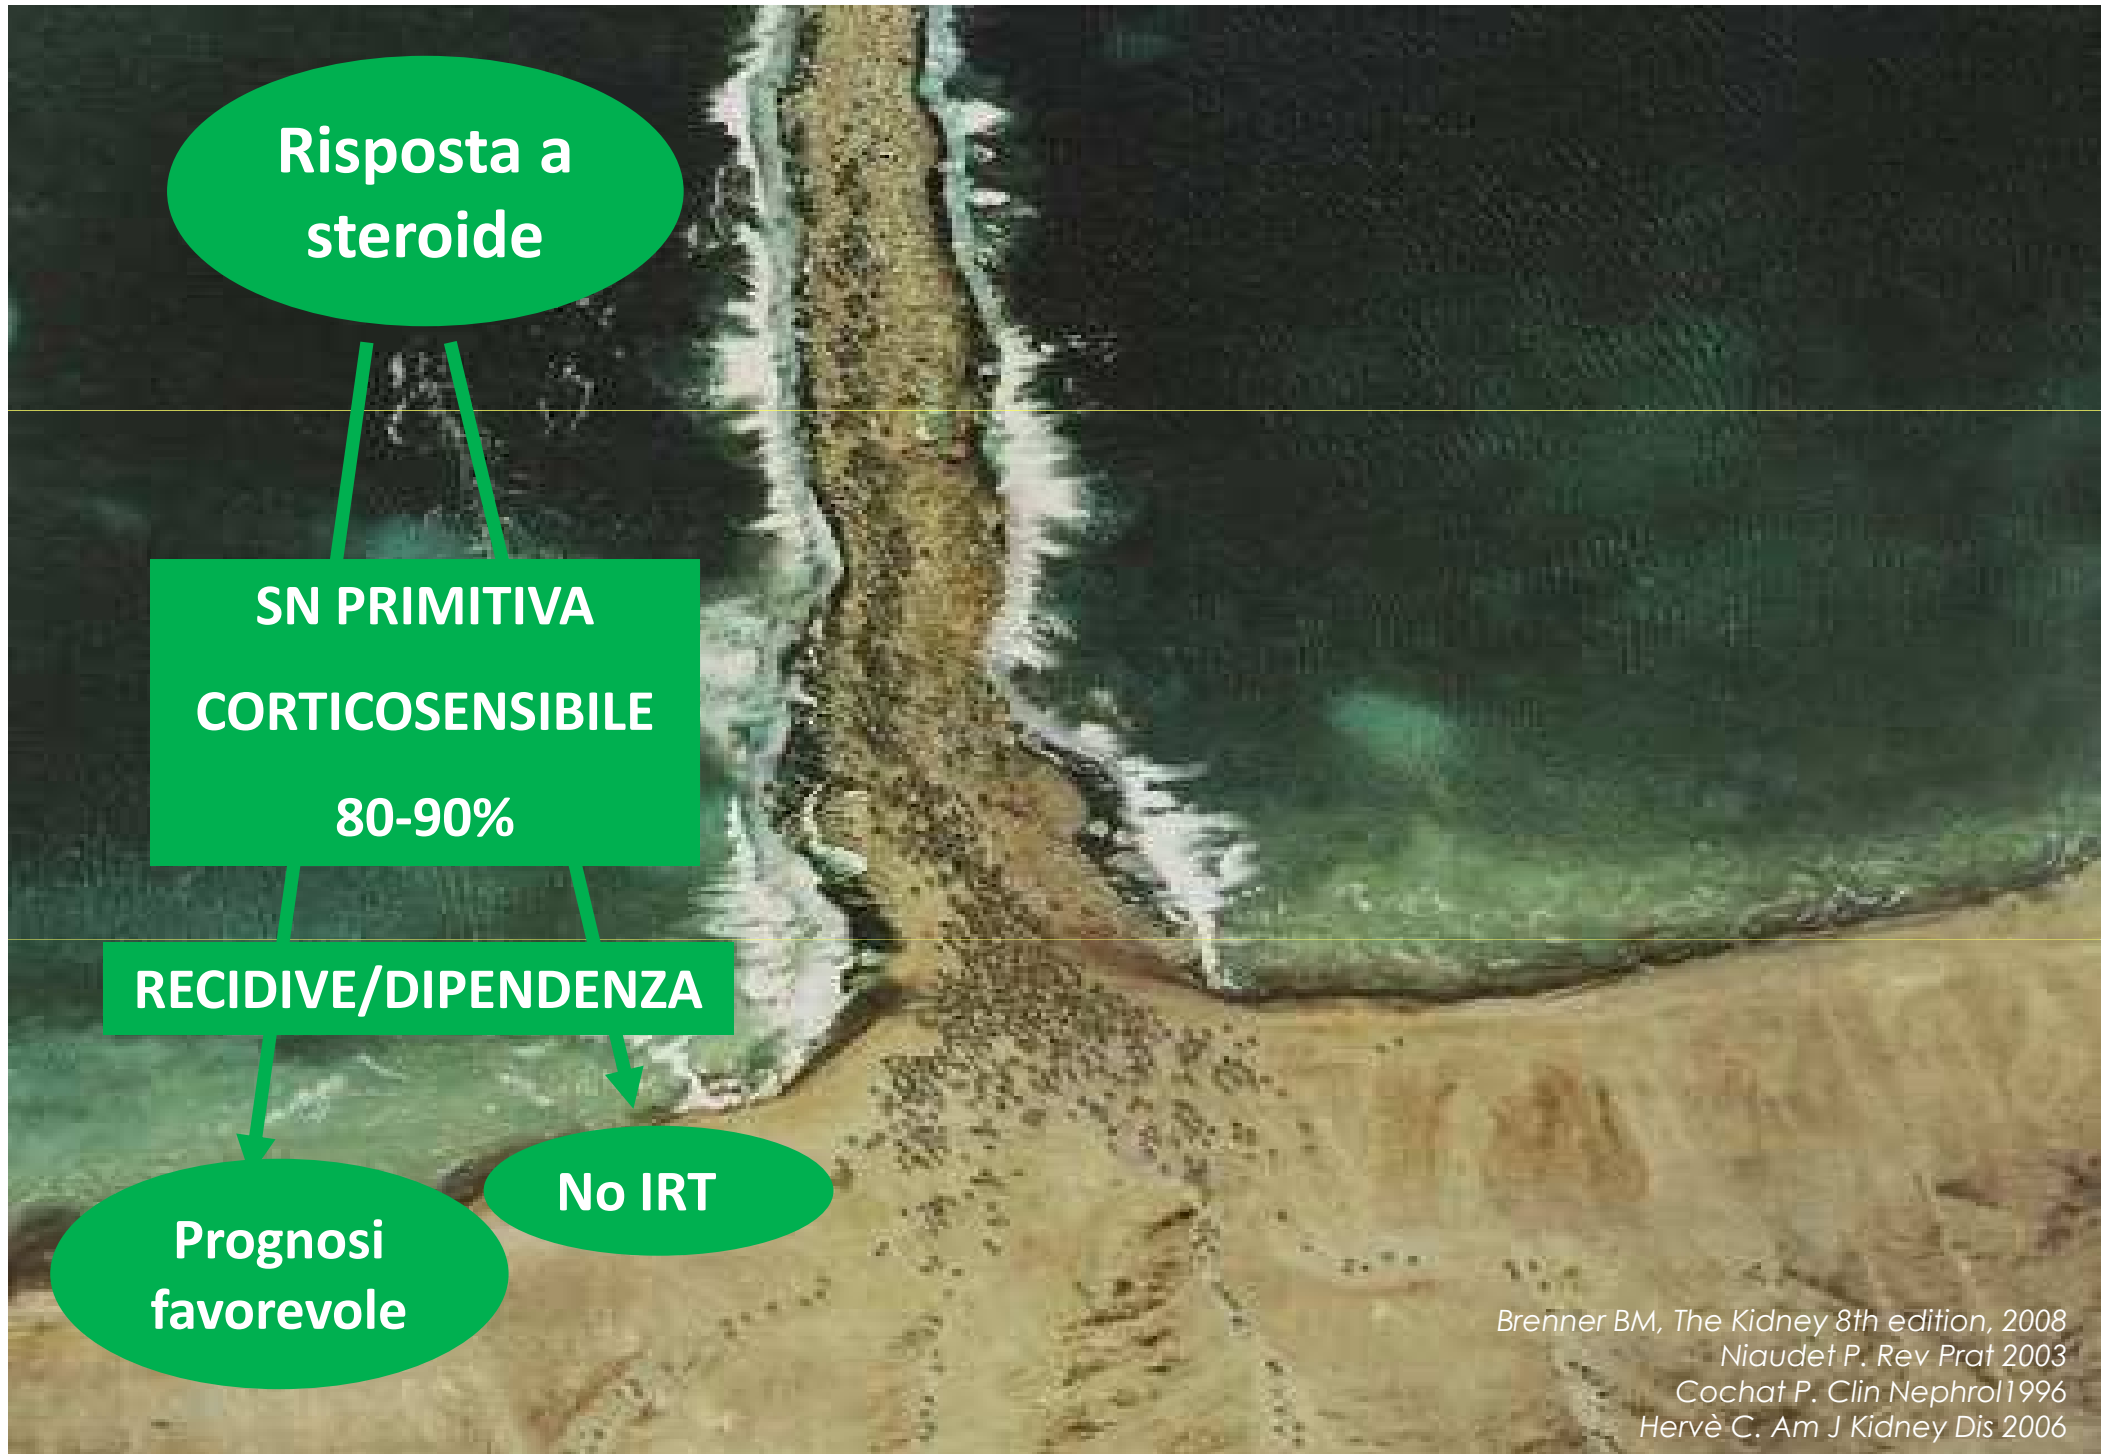 Risposta a
steroide
SN PRIMITIVA
CORTICOSENSIBILE
80-90%
RECIDIVE/DIPENDENZA
No IRT
Prognosi
favorevole
Brenner BM, The Kidney 8th edition, 2008
Niaudet P. Rev Prat 2003
Cochat P. Clin Nephrol1996
Hervè C. Am J Kidney Dis 2006